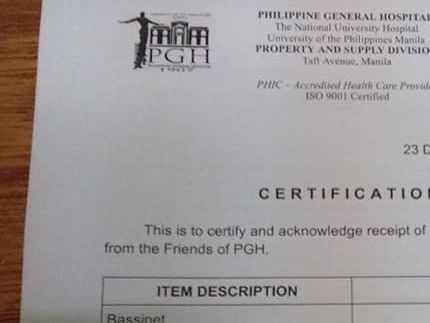 PGH
1907
PHILIPPINE GENERAL HOSPITAL
The National University Hospital
University of the Philippines Manila
PROPERTY AND SUPPLY DIVISIO
Taft Avenue, Manila
PHIC – Accredited Health Care Provide
ISO 9001 Certified
23 D
CERTIFICATIO
This is to certify and acknowledge receipt of
from the Friends of PGH.
ITEM DESCRIPTION
Bassinet